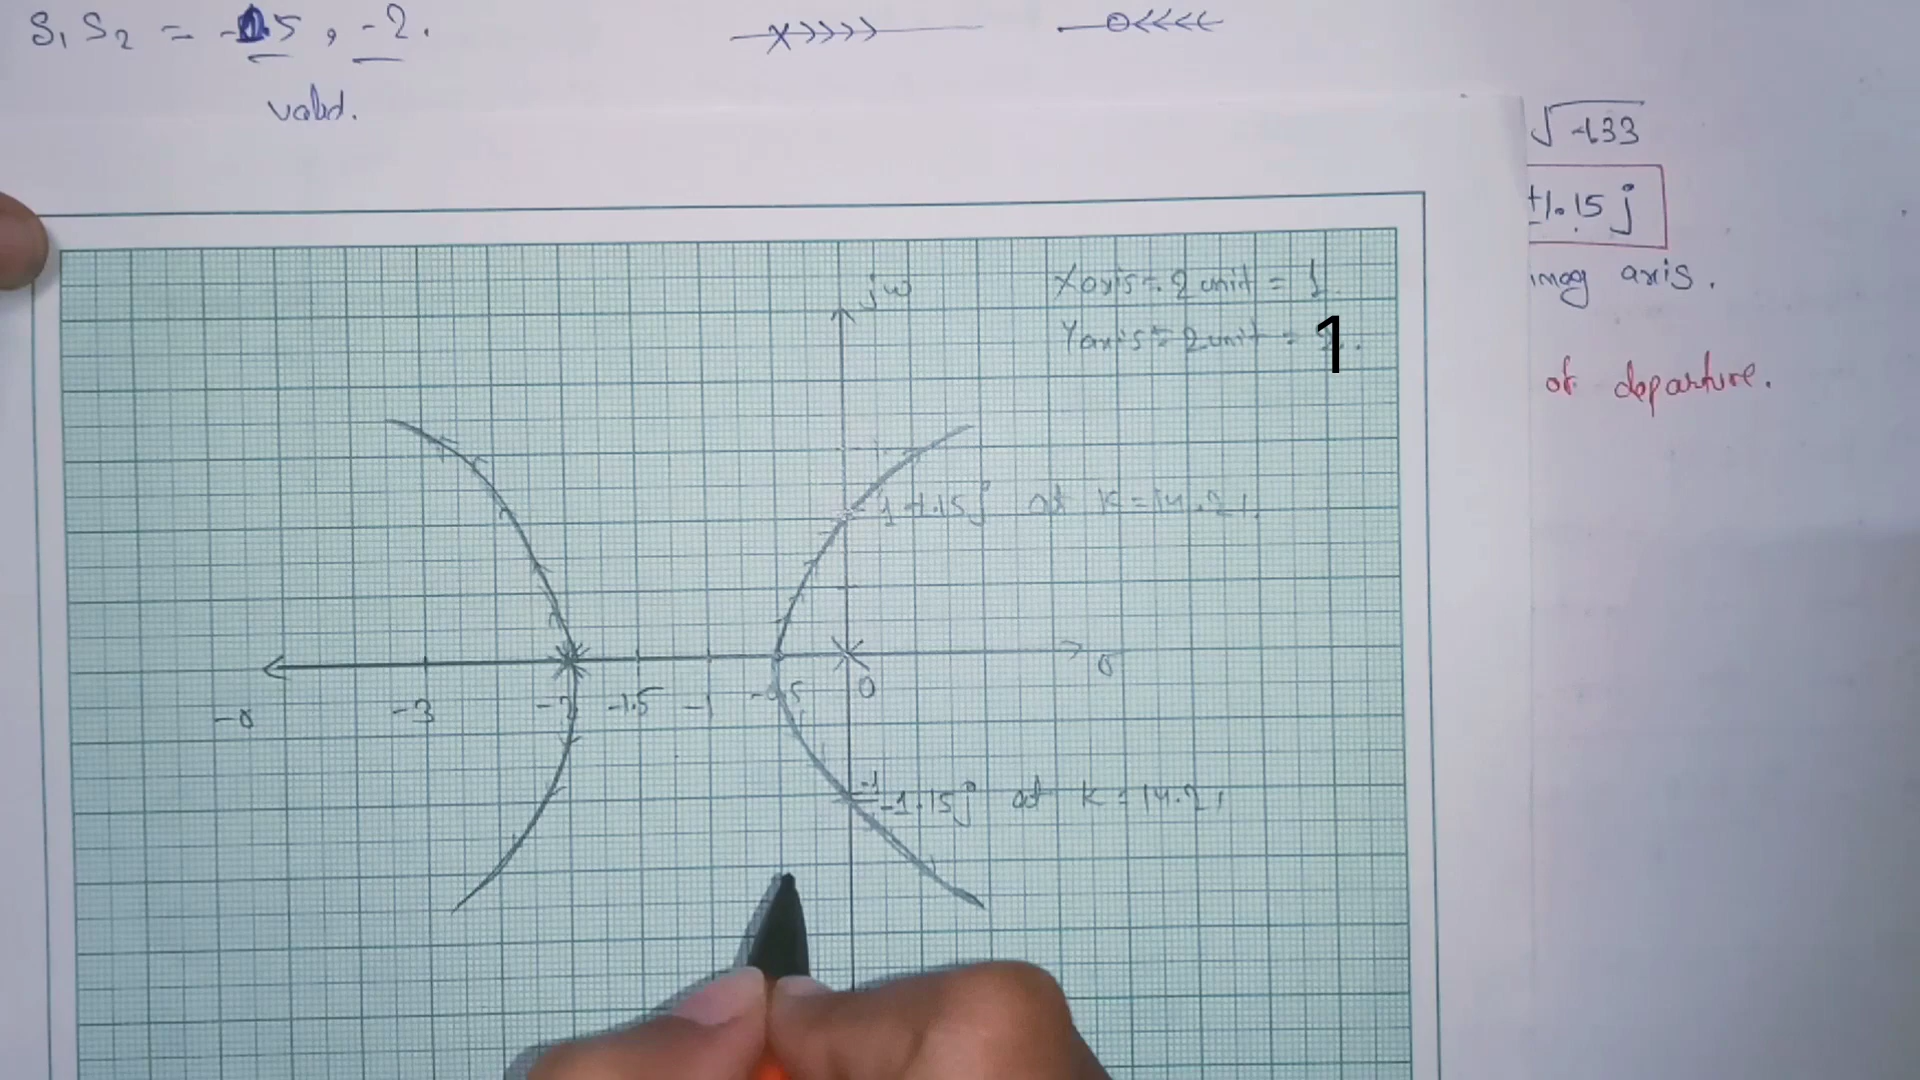 S₁ S₂ = -0.5 , -2.
valid.
√-1.33
±1.15 j
imag axis.
of departure.
jω
X axis = 2 unit = 1
Y axis = 2 unit = 1
1 +1.15j at K = 14.21
σ
-3 -2 -1.5 -1 -0.5 0
-1
-1.15j at K = 14.21